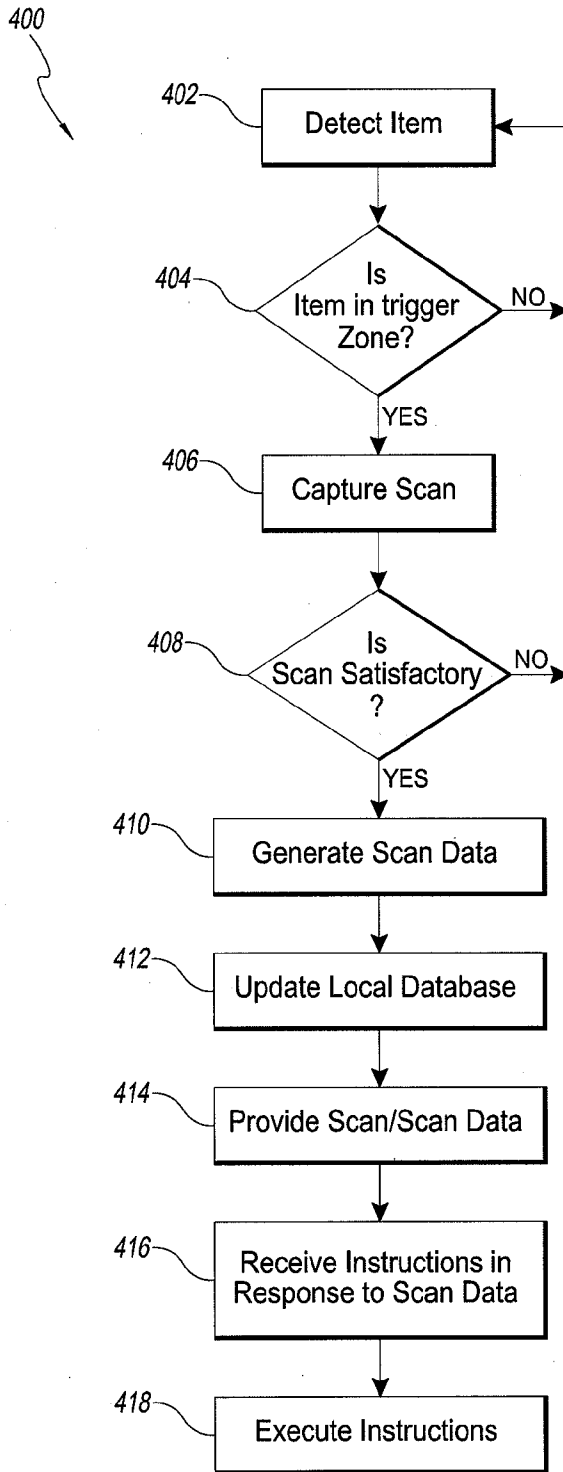 400
402
Detect Item
404
Is
Item in trigger
Zone?
NO
YES
406
Capture Scan
408
Is
Scan Satisfactory
?
NO
YES
410
Generate Scan Data
412
Update Local Database
414
Provide Scan/Scan Data
416
Receive Instructions in
Response to Scan Data
418
Execute Instructions